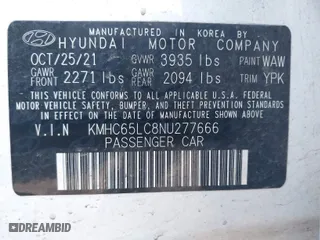 MANUFACTURED IN KOREA BY
HYUNDAI MOTOR COMPANY
OCT/25/21 GVWR 3935 lbs PAINT WAW
GAWR FRONT 2271 lbs GAWR REAR 2094 lbs TRIM YPK
THIS VEHICLE CONFORMS TO ALL APPLICABLE FEDERAL MOTOR VEHICLE
SAFETY, BUMPER, AND THEFT PREVENTION STANDARDS
IN EFFECT ON THE DATE OF MANUFACTURE SHOWN ABOVE.
V.I.N KMHC65LC8NU277666
PASSENGER CAR